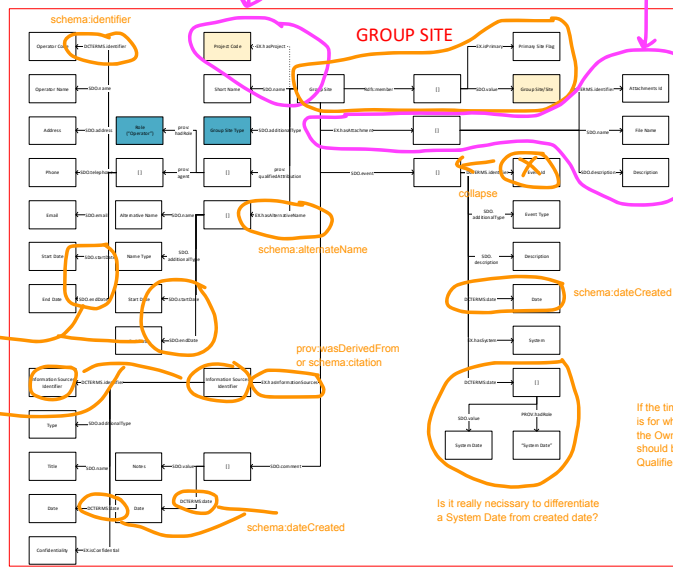 schema:identifier
GROUP SITE
Operator Code
DCTERMS.identifier
Project Code
EX.hasProject
EX.isPrimary
Primary Site Flag
Operator Name
SDO.name
Short Name
SDO.name
Group Site
[]
SDO.value
Group Site/Site
Attachments Id
Address
SDO.address
Role
("Operator")
prov:
hadRole
Group Site Type
SDO.additionalType
EX.hasAttachment
[]
SDO.name
File Name
Phone
[]
prov:
agent
[]
prov:
qualifiedAttribution
SDO.event
[]
DCTERMS.identifier
SDO.description
Description
collapse
Email
SDO.email
Alternative Name
SDO.name
[]
EX.hasAlternativeName
SDO.
additionalType
Event Type
schema:alternateName
Start Date
SDO.startDate
Name Type
SDO.
additionalType
SDO.
description
Description
End Date
SDO.endDate
Start Date
SDO.startDate
DCTERMS.date
Date
schema:dateCreated
SDO.endDate
EX.hasSystem
System
prov:wasDerivedFrom
or schema:citation
Information Source
Identifier
DCTERMS.identifier
Information Source
Identifier
EX.hasInformationSource
DCTERMS.date
[]
Type
SDO.additionalType
SDO.value
PROV.hadRole
If the tim
is for wh
the Own
should b
Qualifie
System Date
"System Date"
Title
SDO.name
Notes
SDO.value
[]
SDO.comment
Date
DCTERMS.date
Date
DCTERMS.date
schema:dateCreated
Is it really necissary to differentiate
a System Date from created date?
Confidentiality
EX.isConfidential